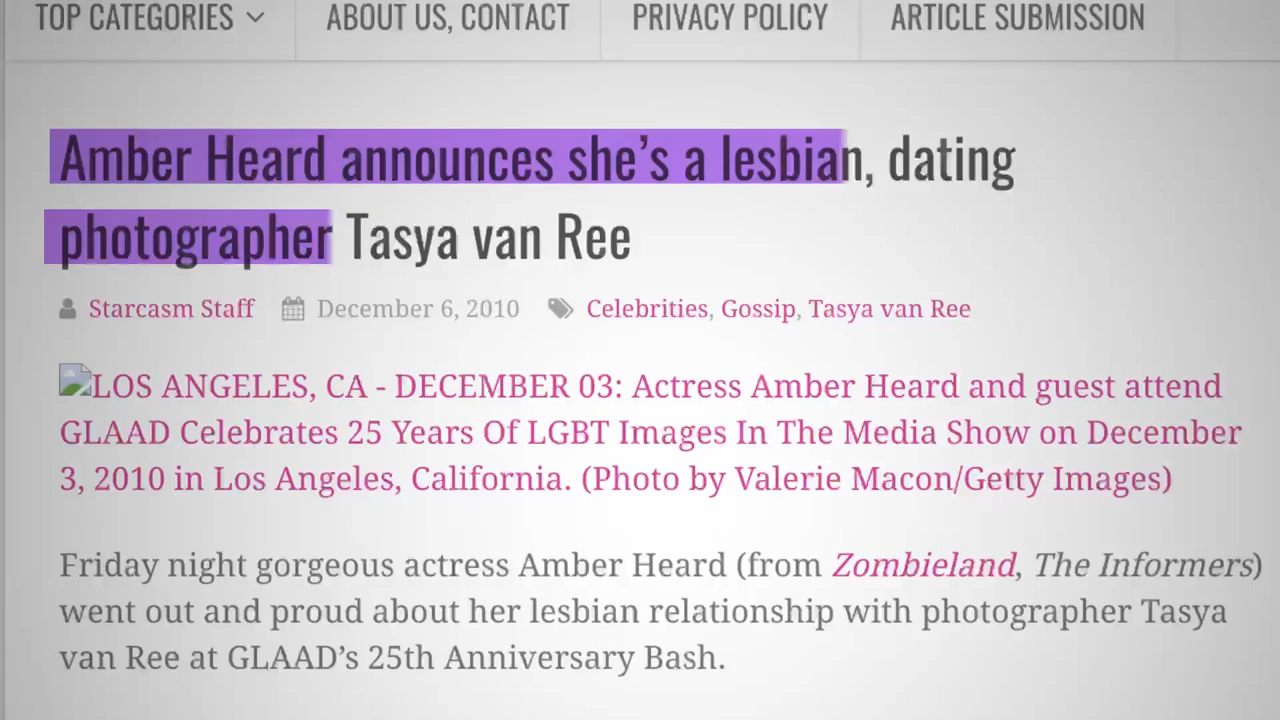 TOP CATEGORIES ABOUT US, CONTACT PRIVACY POLICY ARTICLE SUBMISSION
Amber Heard announces she’s a lesbian, dating
photographer Tasya van Ree
Starcasm Staff December 6, 2010 Celebrities, Gossip, Tasya van Ree
LOS ANGELES, CA - DECEMBER 03: Actress Amber Heard and guest attend
GLAAD Celebrates 25 Years Of LGBT Images In The Media Show on December
3, 2010 in Los Angeles, California. (Photo by Valerie Macon/Getty Images)
Friday night gorgeous actress Amber Heard (from Zombieland, The Informers)
went out and proud about her lesbian relationship with photographer Tasya
van Ree at GLAAD’s 25th Anniversary Bash.